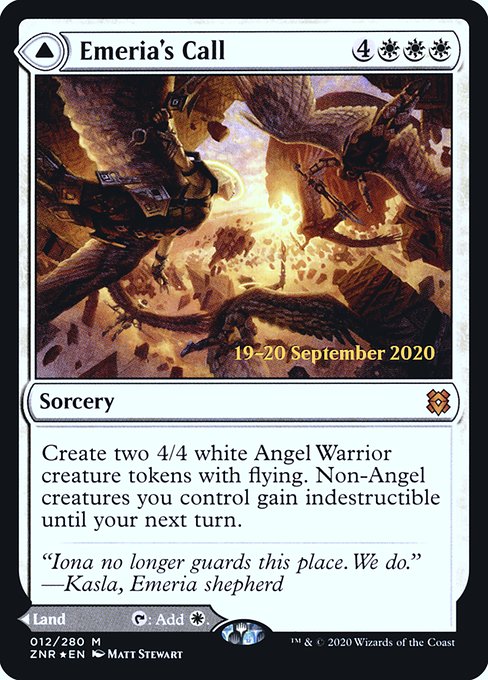 Emeria's Call 4
19–20 September 2020
Sorcery
Create two 4/4 white Angel Warrior
creature tokens with flying. Non-Angel
creatures you control gain indestructible
until your next turn.
“Iona no longer guards this place. We do.”
—Kasla, Emeria shepherd
Land : Add .
012/280 M
ZNR ★ EN Matt Stewart
™ & © 2020 Wizards of the Coast